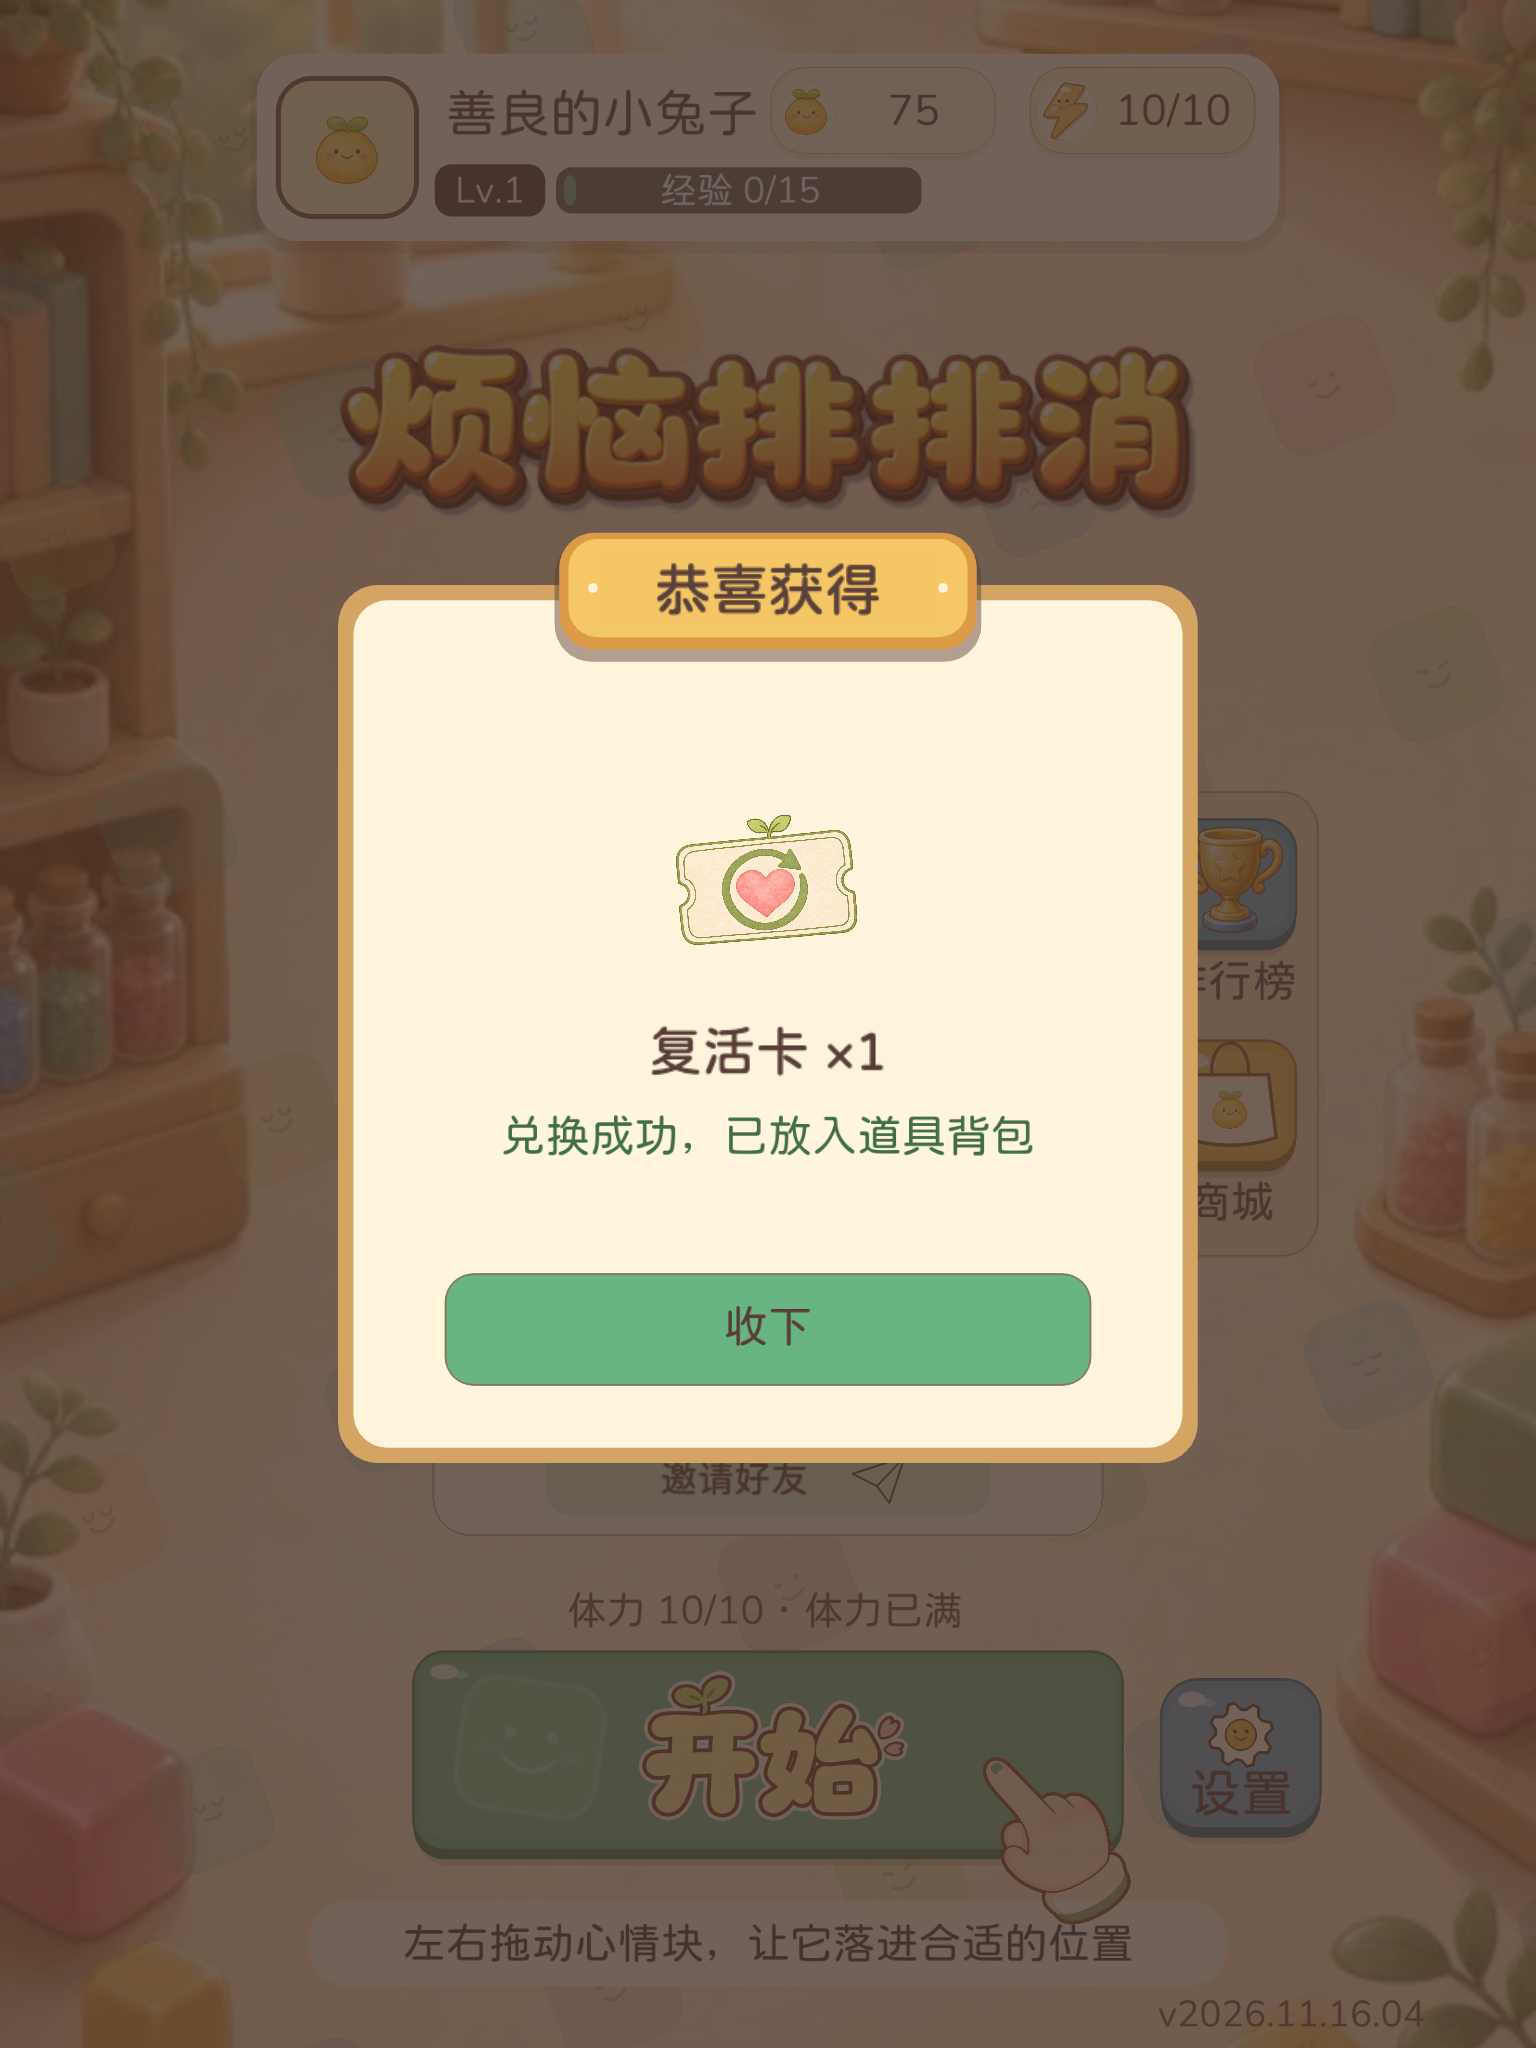 善良的小兔子
75
10/10
Lv.1
经验 0/15
烦恼排排消
恭喜获得
复活卡 ×1
兑换成功，已放入道具背包
收下
行榜
商城
邀请好友
体力 10/10 · 体力已满
开始
设置
左右拖动心情块，让它落进合适的位置
v2026.11.16.04